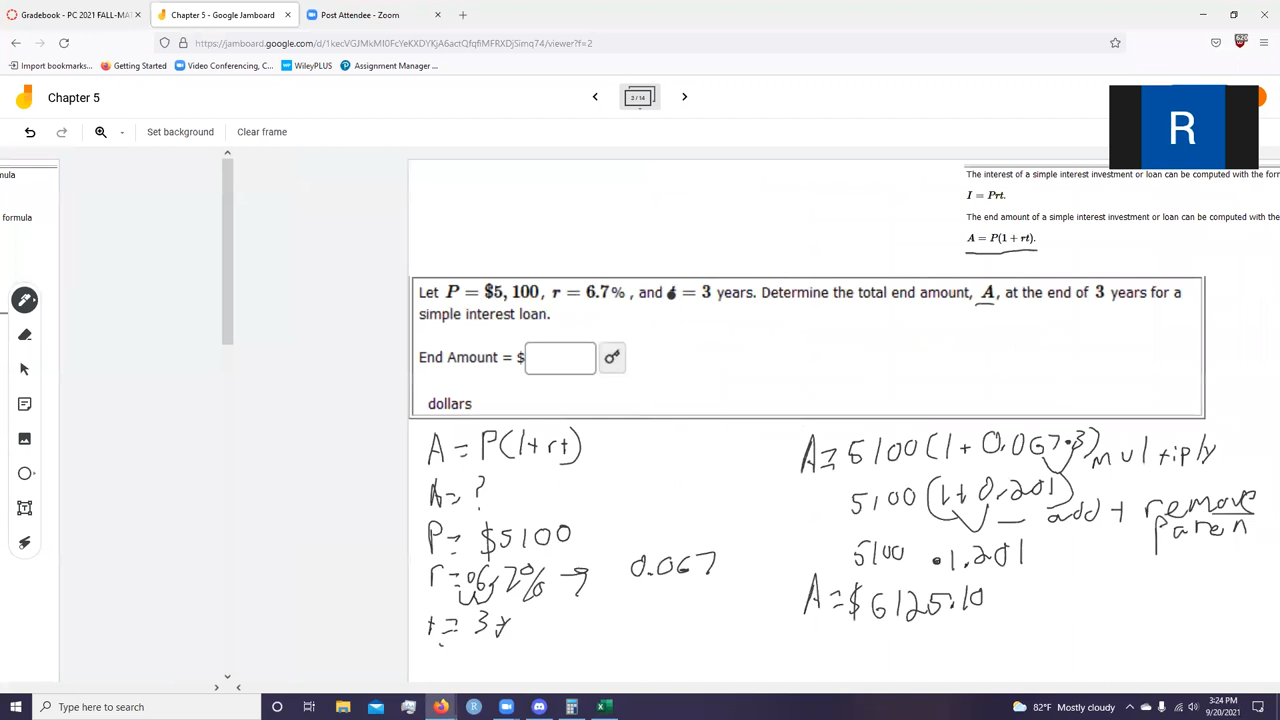 Gradebook - PC 2021 FALL-MAT
Chapter 5 - Google Jamboard
Post Attendee - Zoom
https://jamboard.google.com/d/1kecVGJMkMI0FcYeKXDYKjA6actQfqfiMFRXDjSimq74/viewer?f=2
Import bookmarks...
Getting Started
Video Conferencing, C...
WileyPLUS
Assignment Manager ...
Chapter 5
2 / 14
Set background
Clear frame
R
mula
formula
The interest of a simple interest investment or loan can be computed with the form
I = Prt.
The end amount of a simple interest investment or loan can be computed with the
A = P(1 + rt).
Let P = $5, 100, r = 6.7% , and t = 3 years. Determine the total end amount, A, at the end of 3 years for a
simple interest loan.
End Amount = $
dollars
A = P(1+rt)
A = ?
P = $5100
r = 06.7% → 0.067
t = 3y
A = 5100(1+0.067·3) multiply
5100(1+0.201) — add + remove
paren
5100 ·1.201
A = $6125.10
Type here to search
82°F Mostly cloudy
3:24 PM
9/20/2021